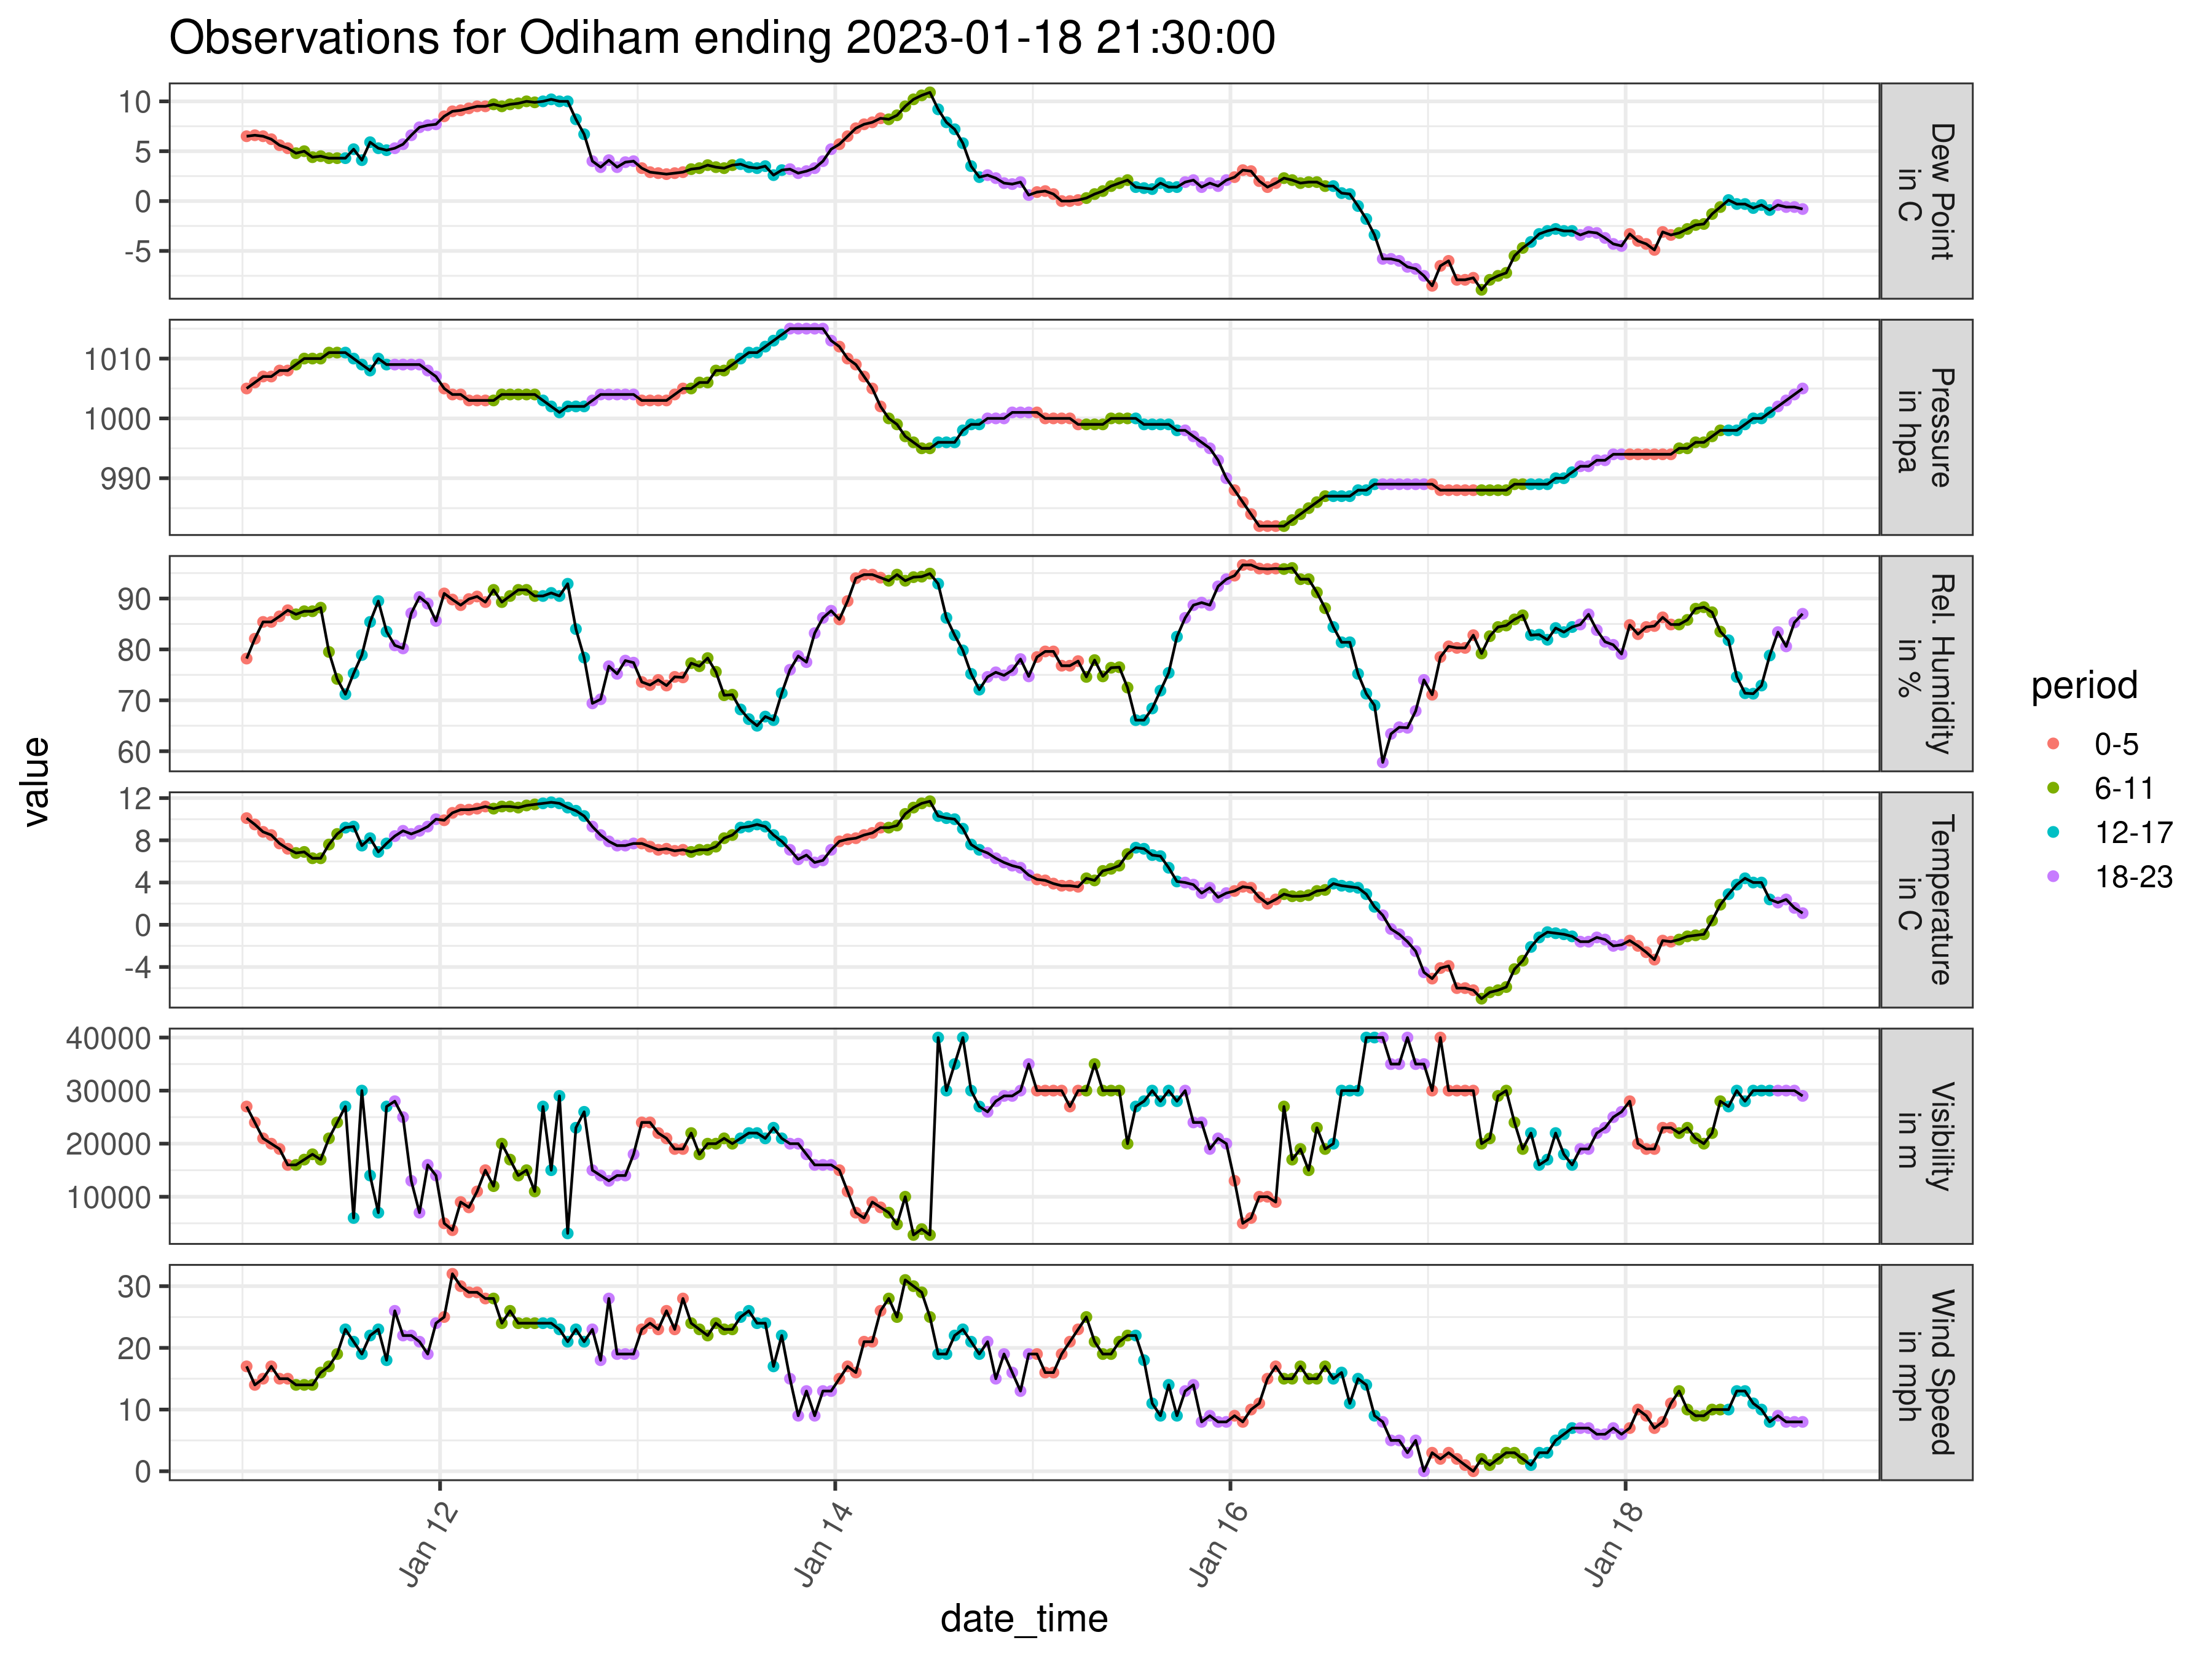 Observations for Odiham ending 2023-01-18 21:30:00
value
10
5
0
-5
Dew Point
in C
1010
1000
990
Pressure
in hpa
90
80
70
60
Rel. Humidity
in %
12
8
4
0
-4
Temperature
in C
40000
30000
20000
10000
Visibility
in m
30
20
10
0
Wind Speed
in mph
Jan 12
Jan 14
Jan 16
Jan 18
date_time
period
0-5
6-11
12-17
18-23